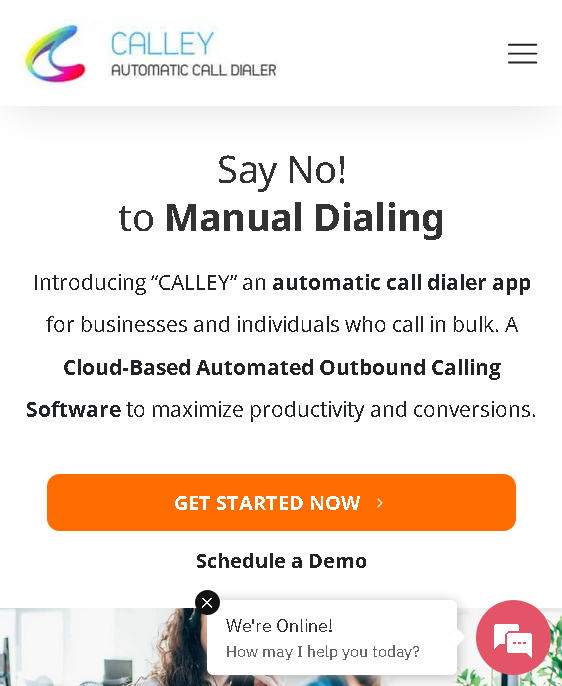 CALLEY
AUTOMATIC CALL DIALER
Say No!
to Manual Dialing
Introducing “CALLEY” an automatic call dialer app
for businesses and individuals who call in bulk. A
Cloud-Based Automated Outbound Calling
Software to maximize productivity and conversions.
GET STARTED NOW
Schedule a Demo
We're Online!
How may I help you today?